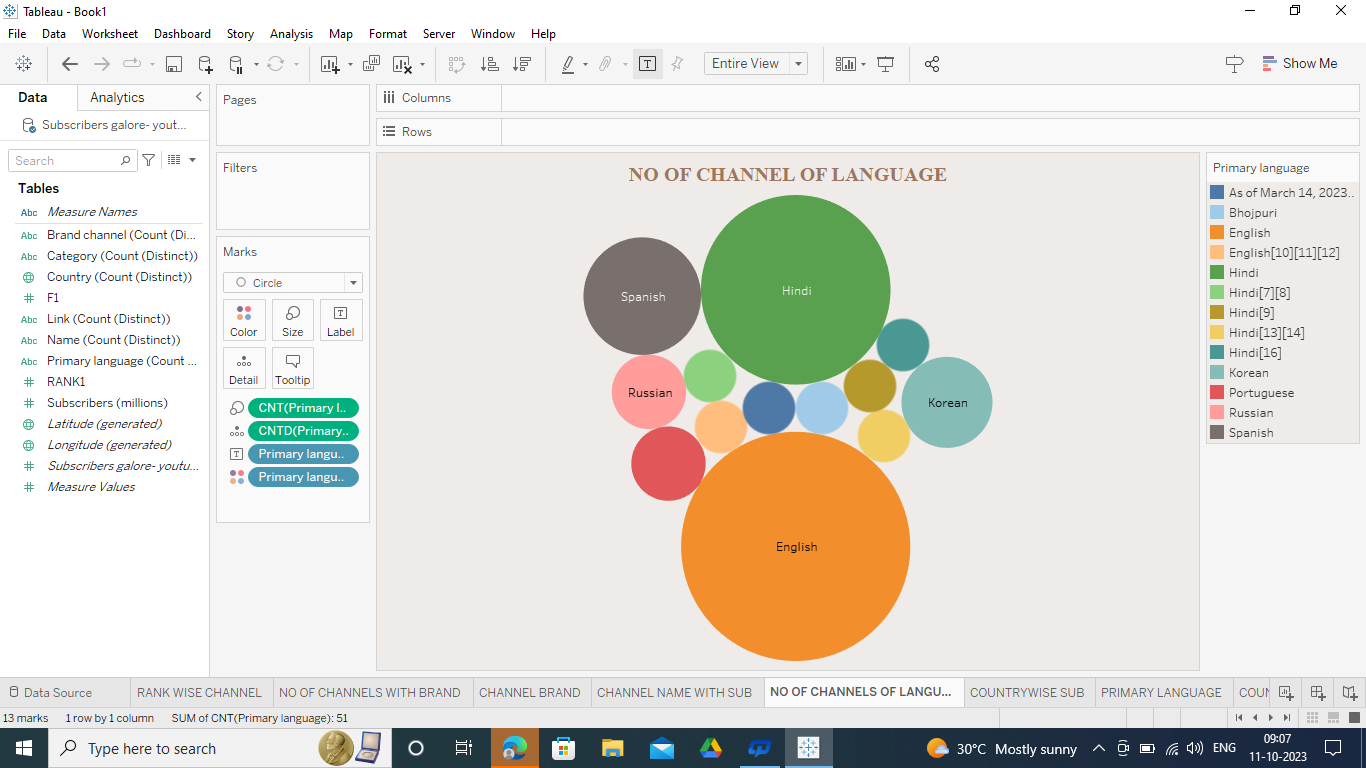 Tableau - Book1
File Data Worksheet Dashboard Story Analysis Map Format Server Window Help
Entire View
Show Me
Data Analytics
Subscribers galore- yout...
Search
Tables
Abc Measure Names
Abc Brand channel (Count (Di...
Abc Category (Count (Distinct))
Country (Count (Distinct))
# F1
Abc Link (Count (Distinct))
Abc Name (Count (Distinct))
Abc Primary language (Count ...
# RANK1
# Subscribers (millions)
Latitude (generated)
Longitude (generated)
# Subscribers galore- youtu...
# Measure Values
Pages
Filters
Marks
Circle
Color Size Label
Detail Tooltip
CNT(Primary l..
CNTD(Primary..
Primary langu..
Primary langu..
Columns
Rows
NO OF CHANNEL OF LANGUAGE
Spanish
Hindi
Russian
Korean
English
Primary language
As of March 14, 2023..
Bhojpuri
English
English[10][11][12]
Hindi
Hindi[7][8]
Hindi[9]
Hindi[13][14]
Hindi[16]
Korean
Portuguese
Russian
Spanish
Data Source RANK WISE CHANNEL NO OF CHANNELS WITH BRAND CHANNEL BRAND CHANNEL NAME WITH SUB NO OF CHANNELS OF LANGU... COUNTRYWISE SUB PRIMARY LANGUAGE COUN
13 marks 1 row by 1 column SUM of CNT(Primary language): 51
Type here to search
30°C Mostly sunny
ENG
09:07
11-10-2023